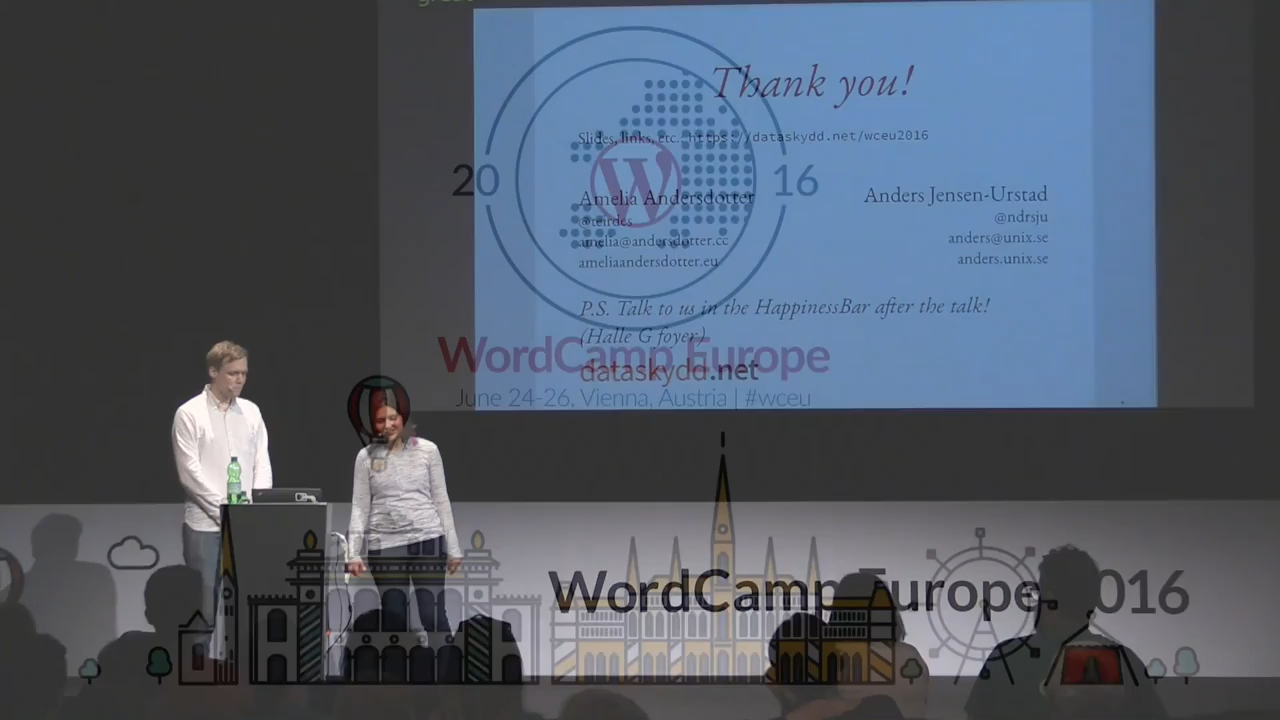 Thank you!
Slides, links, etc. https://dataskydd.net/wceu2016
20 16
Amelia Andersdotter
@teirdes
amelia@andersdotter.cc
ameliaandersdotter.eu
Anders Jensen-Urstad
@ndrsju
anders@unix.se
anders.unix.se
P.S. Talk to us in the HappinessBar after the talk!
(Halle G foyer)
WordCamp Europe
dataskydd.net
June 24-26, Vienna, Austria | #wceu
WordCamp Europe 2016